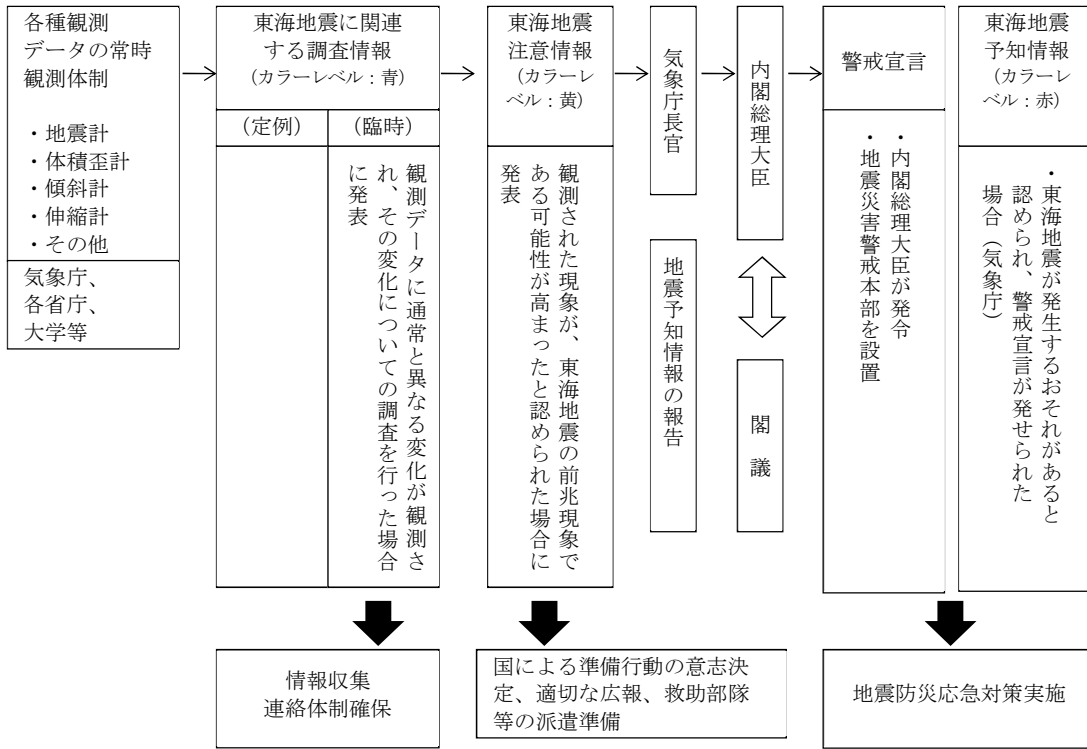 各種観測
データの常時
観測体制
・地震計
・体積歪計
・傾斜計
・伸縮計
・その他
気象庁、
各省庁、
大学等
東海地震に関連
する調査情報
（カラーレベル：青）
（定例）
（臨時）
観測データに通常と異なる変化が観測さ
れ、その変化についての調査を行った場合
に発表
東海地震
注意情報
（カラーレ
ベル：黄）
観測された現象が、東海地震の前兆現象で
ある可能性が高まったと認められた場合に
発表
気象庁長官
地震予知情報の報告
内閣総理大臣
閣議
警戒宣言
・内閣総理大臣が発令
・地震災害警戒本部を設置
東海地震
予知情報
（カラーレ
ベル：赤）
・東海地震が発生するおそれがあると
認められ、警戒宣言が発せられた
場合（気象庁）
情報収集
連絡体制確保
国による準備行動の意志決
定、適切な広報、救助部隊
等の派遣準備
地震防災応急対策実施